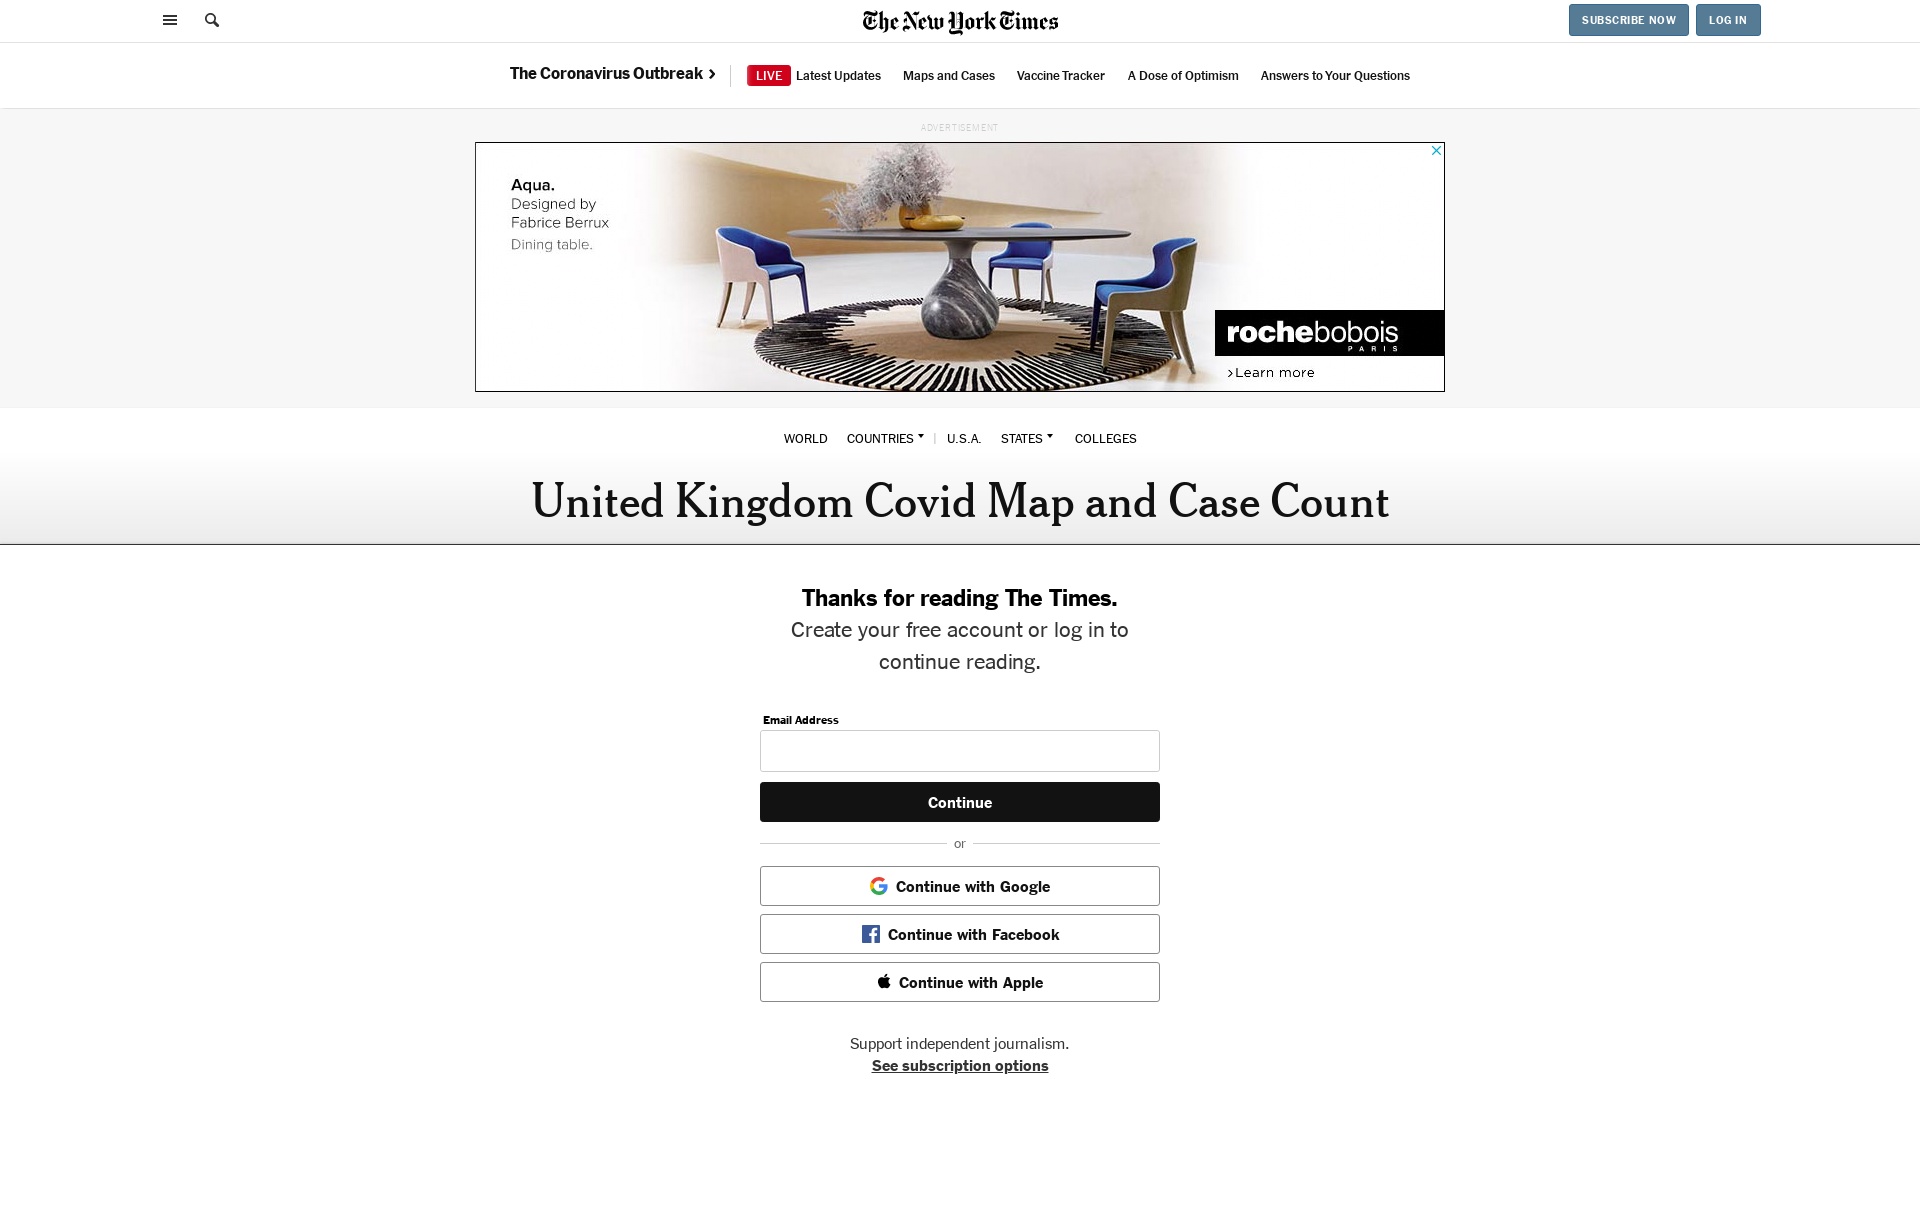 The New York Times
SUBSCRIBE NOW
LOG IN
The Coronavirus Outbreak ›
LIVE Latest Updates
Maps and Cases
Vaccine Tracker
A Dose of Optimism
Answers to Your Questions
ADVERTISEMENT
Aqua.
Designed by
Fabrice Berrux
Dining table.
rochebobois
PARIS
›Learn more
WORLD COUNTRIES | U.S.A. STATES COLLEGES
United Kingdom Covid Map and Case Count
Thanks for reading The Times.
Create your free account or log in to
continue reading.
Email Address
Continue
or
Continue with Google
Continue with Facebook
Continue with Apple
Support independent journalism.
See subscription options